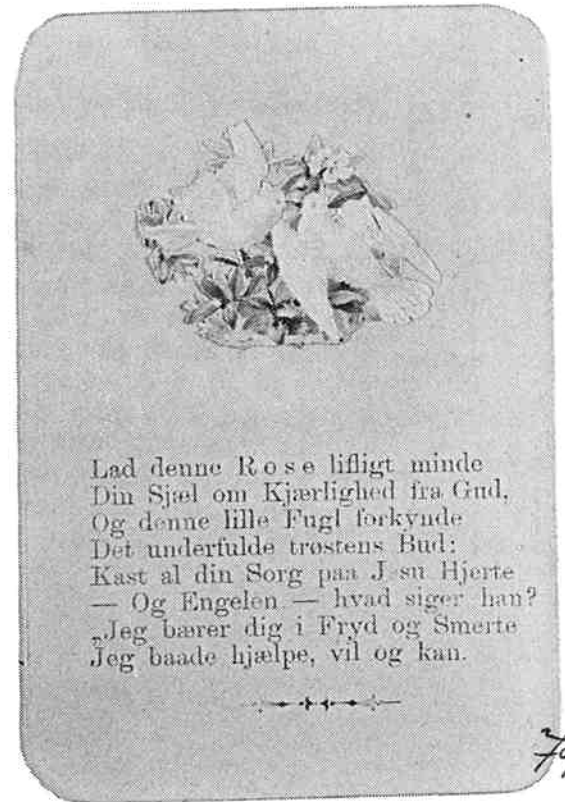 Lad denne Rose lifligt minde
Din Sjæl om Kjærlighed fra Gud,
Og denne lille Fugl forkynde
Det underfulde trøstens Bud:
Kast al din Sorg paa J su Hjerte
— Og Engelen — hvad siger han?
„Jeg bærer dig i Fryd og Smerte
Jeg baade hjælpe, vil og kan.